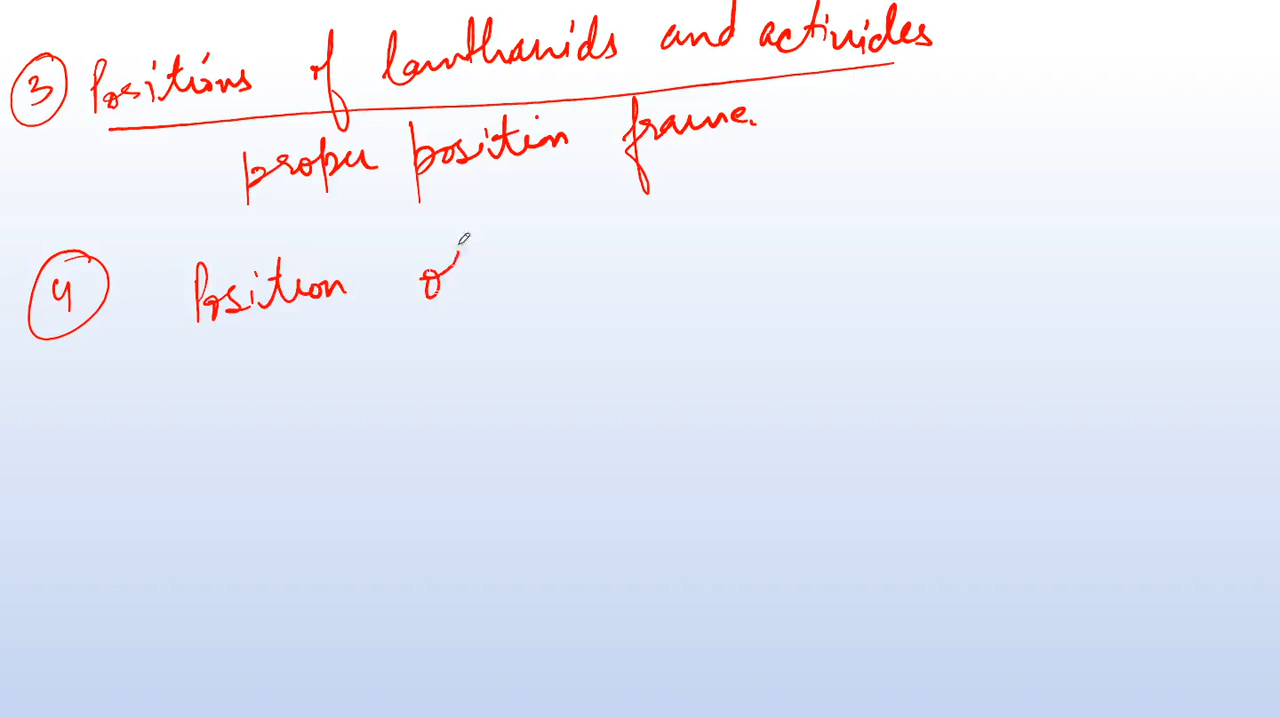 3 Positions of lanthanids and actinides
proper position frame.
4 Position o